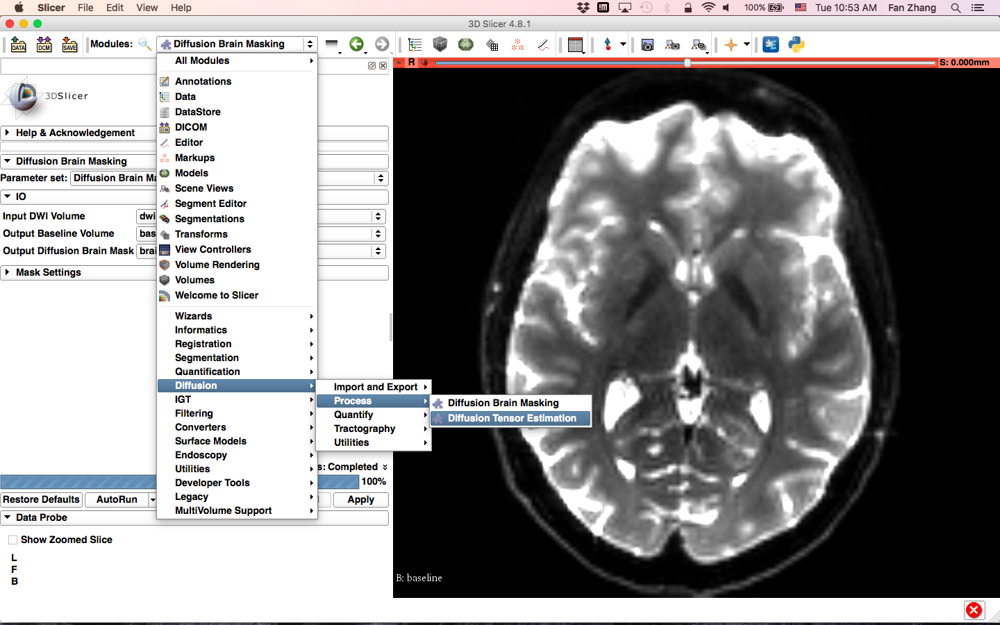 Slicer File Edit View Help 100% Tue 10:53 AM Fan Zhang
3D Slicer 4.8.1
DATA DCM SAVE Modules: Diffusion Brain Masking
R S: 0.000mm
3DSlicer
Help & Acknowledgement
Diffusion Brain Masking
Parameter set: Diffusion Brain Ma
IO
Input DWI Volume dwi
Output Baseline Volume bas
Output Diffusion Brain Mask brai
Mask Settings
All Modules
Annotations
Data
DataStore
DCM DICOM
Editor
Markups
Models
Scene Views
Segment Editor
Segmentations
Transforms
View Controllers
Volume Rendering
Volumes
Welcome to Slicer
Wizards
Informatics
Registration
Segmentation
Quantification
Diffusion
IGT
Filtering
Converters
Surface Models
Endoscopy
Utilities
Developer Tools
Legacy
MultiVolume Support
Import and Export
Process
Quantify
Tractography
Utilities
Diffusion Brain Masking
Diffusion Tensor Estimation
s: Completed
100%
Restore Defaults AutoRun Apply
Data Probe
Show Zoomed Slice
L
F
B
B: baseline